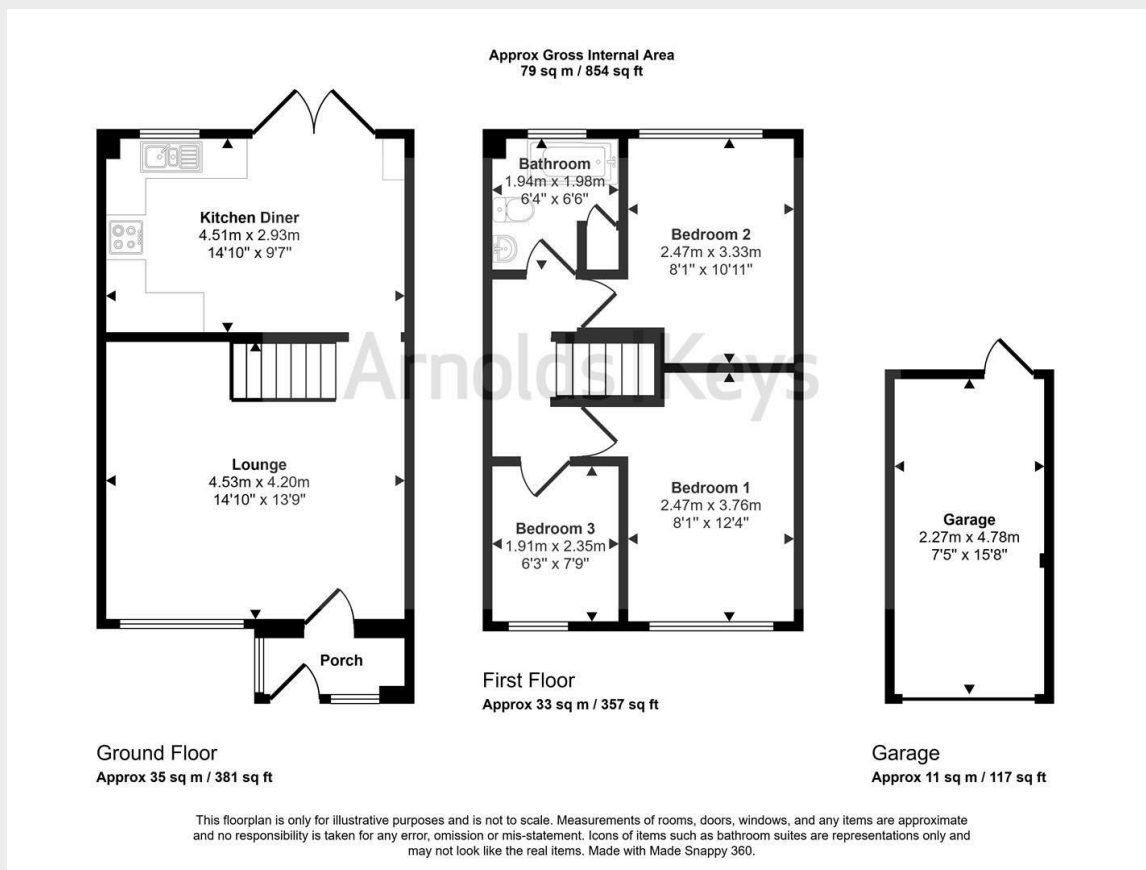 Approx Gross Internal Area
79 sq m / 854 sq ft
Kitchen Diner
4.51m x 2.93m
14'10" x 9'7"
Lounge
4.53m x 4.20m
14'10" x 13'9"
Porch
Ground Floor
Approx 35 sq m / 381 sq ft
Bathroom
1.94m x 1.98m
6'4" x 6'6"
Bedroom 2
2.47m x 3.33m
8'1" x 10'11"
Arnolds | Keys
Bedroom 1
2.47m x 3.76m
8'1" x 12'4"
Bedroom 3
1.91m x 2.35m
6'3" x 7'9"
First Floor
Approx 33 sq m / 357 sq ft
Garage
2.27m x 4.78m
7'5" x 15'8"
Garage
Approx 11 sq m / 117 sq ft
This floorplan is only for illustrative purposes and is not to scale. Measurements of rooms, doors, windows, and any items are approximate
and no responsibility is taken for any error, omission or mis-statement. Icons of items such as bathroom suites are representations only and
may not look like the real items. Made with Made Snappy 360.